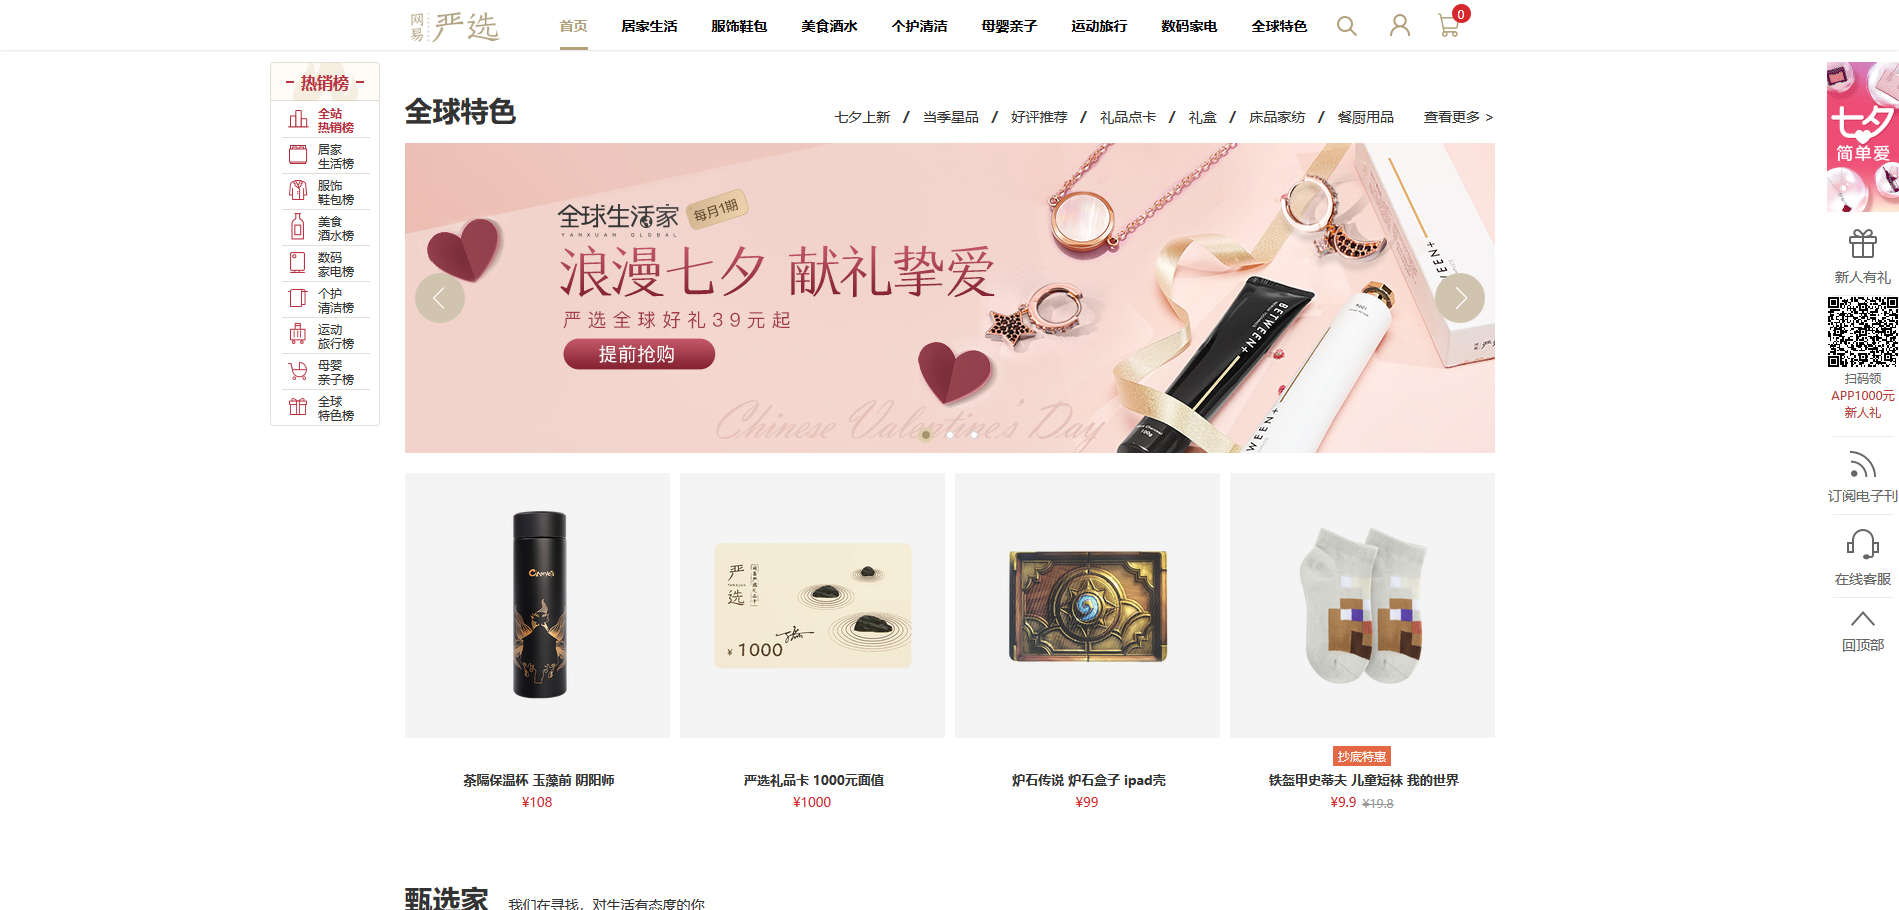 网易严选
首页 居家生活 服饰鞋包 美食酒水 个护清洁 母婴亲子 运动旅行 数码家电 全球特色
0
热销榜
全站
热销榜
居家
生活榜
服饰
鞋包榜
美食
酒水榜
数码
家电榜
个护
清洁榜
运动
旅行榜
母婴
亲子榜
全球
特色榜
全球特色
七夕上新 / 当季星品 / 好评推荐 / 礼品点卡 / 礼盒 / 床品家纺 / 餐厨用品 查看更多 >
全球生活家 每月1期
YANXUAN GLOBAL
浪漫七夕 献礼挚爱
严选全球好礼39元起
提前抢购
Chinese Valentine's Day
BETWEEN+
100g
WEEN+
WEEN+
严选
¥ 1000
抄底特惠
茶隔保温杯 玉藻前 阴阳师
¥108
严选礼品卡 1000元面值
¥1000
炉石传说 炉石盒子 ipad壳
¥99
铁盔甲史蒂夫 儿童短袜 我的世界
¥9.9 ¥19.8
甄选家 我们在寻找，对生活有态度的你
七夕
简单爱
新人有礼
扫码领
APP1000元
新人礼
订阅电子刊
在线客服
回顶部